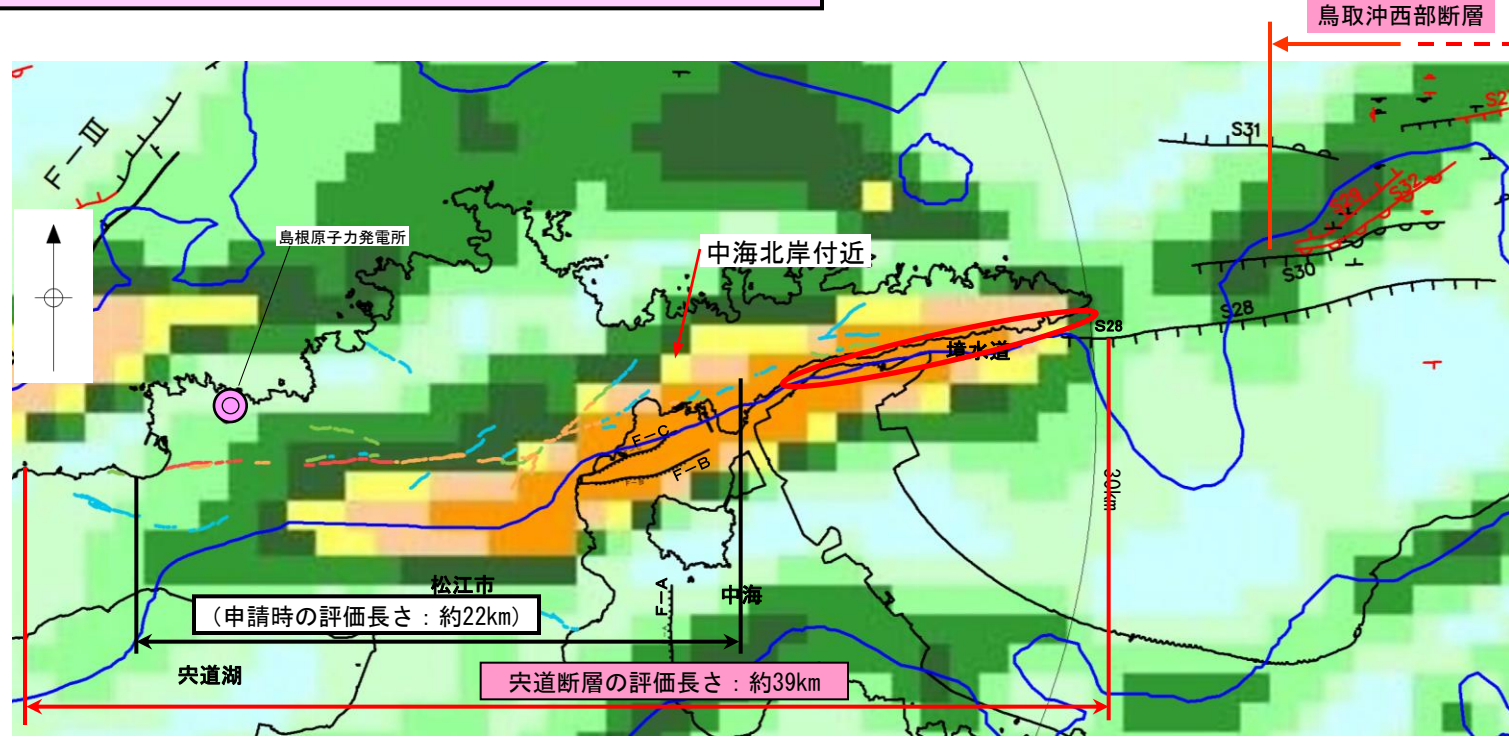 鳥取沖西部断層
F－Ⅲ
島根原子力発電所
中海北岸付近
S31
S29
S32
S30
S28
S28
境水道
F－C
F－B
F－B
30km
松江市
F－A
中海
(申請時の評価長さ：約22km)
宍道湖
宍道断層の評価長さ：約39km